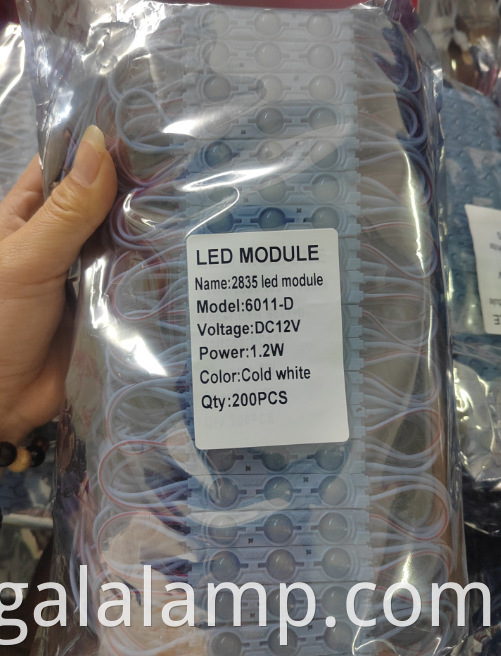 LED MODULE
Name:2835 led module
Model:6011-D
Voltage:DC12V
Power:1.2W
Color:Cold white
Qty:200PCS
galalamp.com